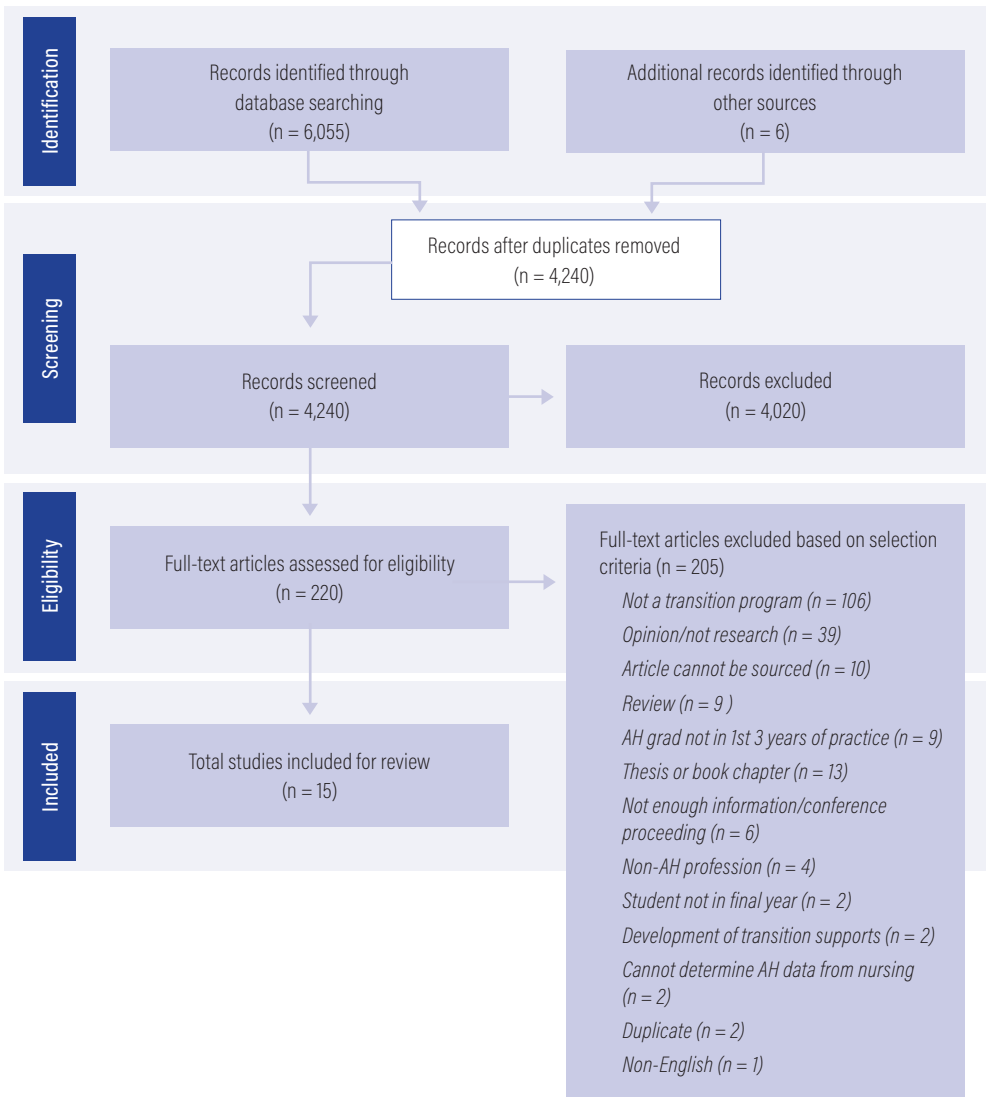 Identification
Records identified through
database searching
(n = 6,055)
Additional records identified through
other sources
(n = 6)
Screening
Records after duplicates removed
(n = 4,240)
Records screened
(n = 4,240)
Records excluded
(n = 4,020)
Eligibility
Full-text articles assessed for eligibility
(n = 220)
Full-text articles excluded based on selection
criteria (n = 205)
Not a transition program (n = 106)
Opinion/not research (n = 39)
Article cannot be sourced (n = 10)
Review (n = 9 )
AH grad not in 1st 3 years of practice (n = 9)
Thesis or book chapter (n = 13)
Not enough information/conference
proceeding (n = 6)
Non-AH profession (n = 4)
Student not in final year (n = 2)
Development of transition supports (n = 2)
Cannot determine AH data from nursing
(n = 2)
Duplicate (n = 2)
Non-English (n = 1)
Included
Total studies included for review
(n = 15)